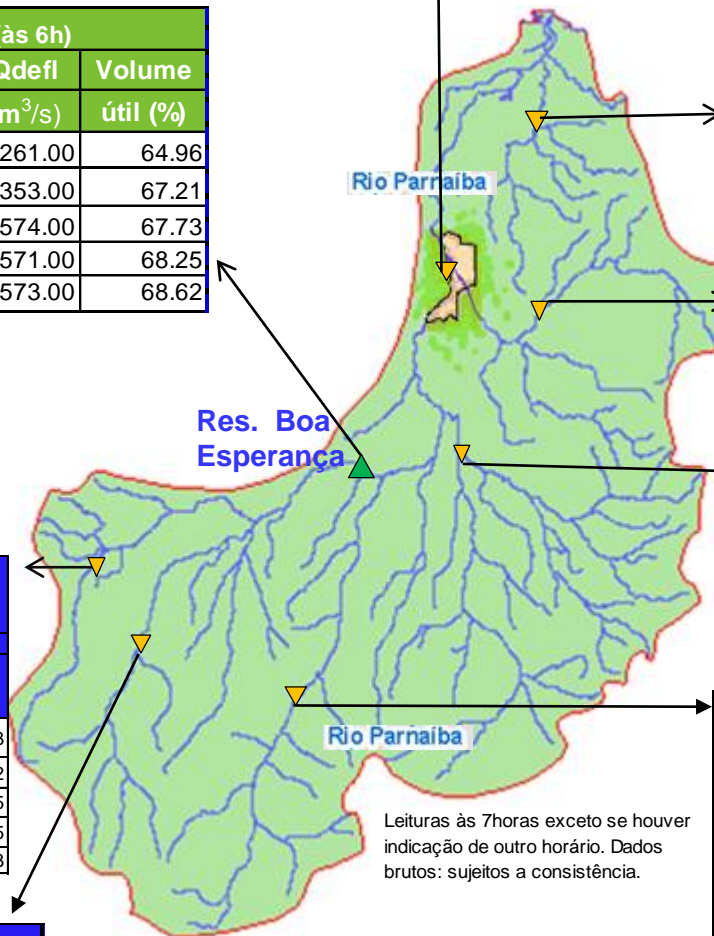 (às 6h)
Qdefl Volume
m³/s) útil (%)
261.00 64.96
353.00 67.21
574.00 67.73
571.00 68.25
573.00 68.62
Rio Parnaíba
Res. Boa
Esperança
Rio Parnaíba
Leituras às 7horas exceto se houver
indicação de outro horário. Dados
brutos: sujeitos a consistência.